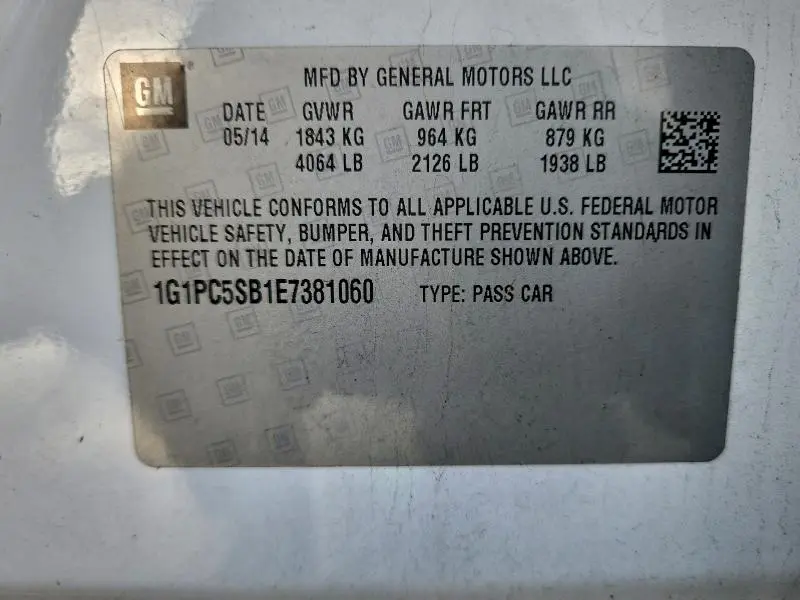 GM
MFD BY GENERAL MOTORS LLC
DATE GVWR GAWR FRT GAWR RR
05/14 1843 KG 964 KG 879 KG
4064 LB 2126 LB 1938 LB
THIS VEHICLE CONFORMS TO ALL APPLICABLE U.S. FEDERAL MOTOR
VEHICLE SAFETY, BUMPER, AND THEFT PREVENTION STANDARDS IN
EFFECT ON THE DATE OF MANUFACTURE SHOWN ABOVE.
1G1PC5SB1E7381060 TYPE: PASS CAR